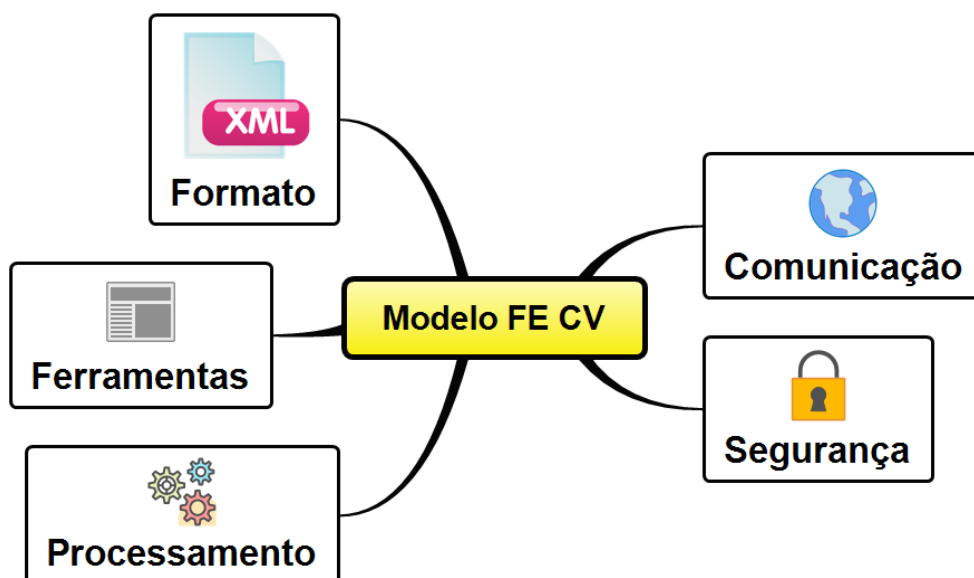 XML
Formato
Comunicação
Modelo FE CV
Ferramentas
Segurança
Processamento